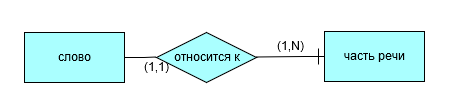 слово
(1,1)
относится к
(1,N)
часть речи